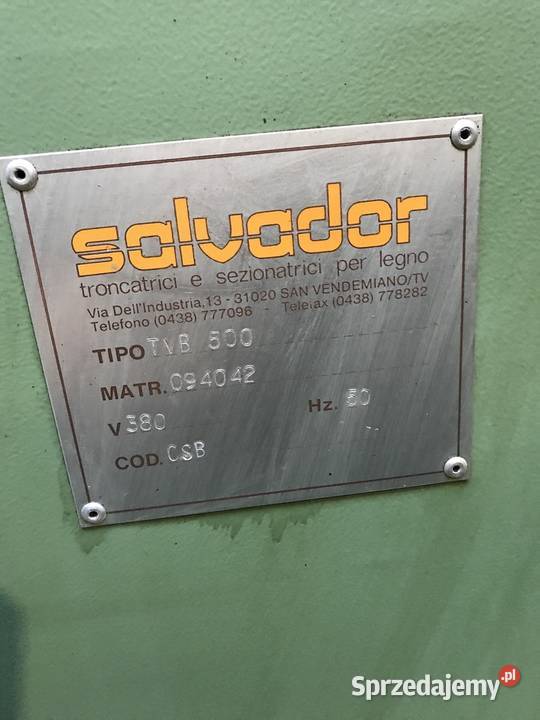 salvador
troncatrici e sezionatrici per legno
Via Dell'Industria,13 - 31020 SAN VENDEMIANO/TV
Telefono (0438) 777096 - Telefax (0438) 778282
TIPO TVB 500
MATR. 094042
V 380 Hz. 50
COD. CSB
Sprzedajemy.pl